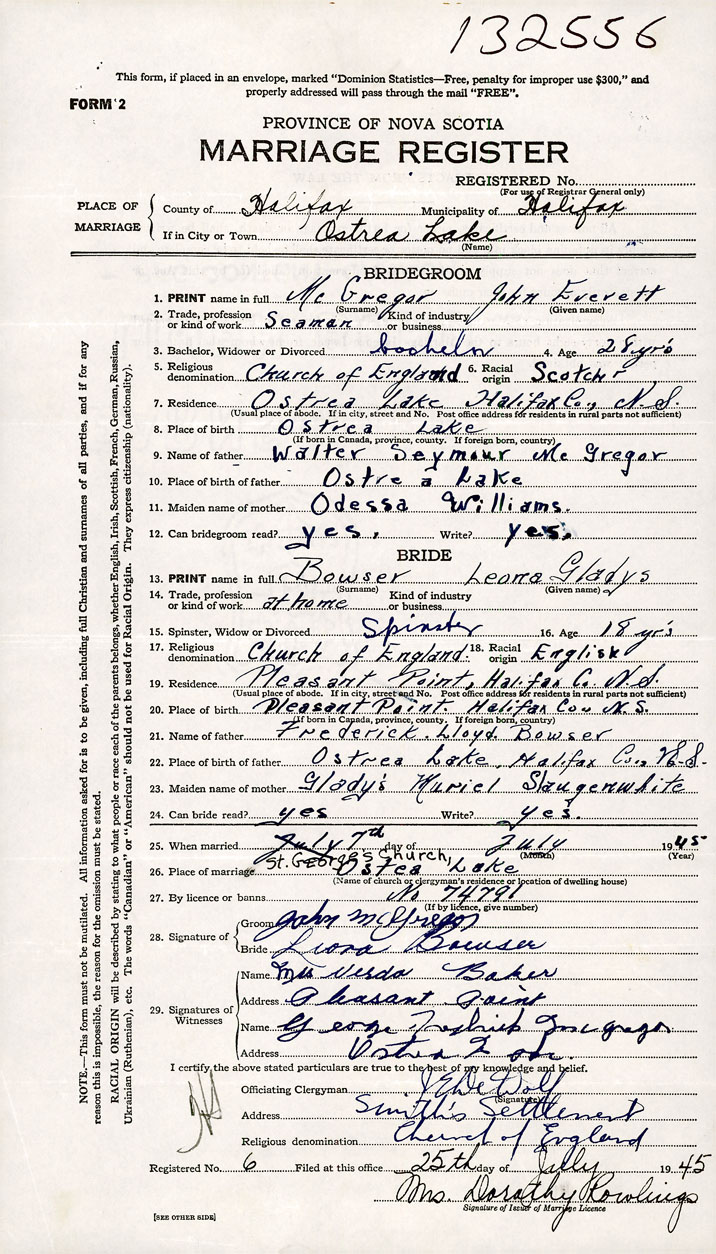 132556
This form, if placed in an envelope, marked "Dominion Statistics—Free, penalty for improper use $300," and
properly addressed will pass through the mail "FREE".
FORM 2
PROVINCE OF NOVA SCOTIA
MARRIAGE REGISTER
REGISTERED No.
(For use of Registrar General only)
PLACE OF MARRIAGE
County of Halifax Municipality of Halifax
If in City or Town Ostrea Lake
(Name)
BRIDEGROOM
1. PRINT name in full Mc Gregor John Everett
(Surname) (Given name)
2. Trade, profession or kind of work Seaman Kind of industry or business
3. Bachelor, Widower or Divorced 4. Age 28 yrs
5. Religious denomination Church of England 6. Racial origin Scotch
7. Residence Ostrea Lake Halifax Co., N.S.
(Usual place of abode. If in city, street and No. Post office address for residents in rural parts not sufficient)
8. Place of birth Ostrea Lake
(If born in Canada, province, county. If foreign born, country)
9. Name of father Walter Seymour Mc Gregor
10. Place of birth of father Ostrea Lake
11. Maiden name of mother Odessa Williams.
12. Can bridegroom read? yes, Write? yes.
BRIDE
13. PRINT name in full Bowser Leona Gladys
(Surname) (Given name)
14. Trade, profession or kind of work at home Kind of industry or business
15. Spinster, Widow or Divorced Spinster 16. Age 18 yr's
17. Religious denomination Church of England. 18. Racial origin English
19. Residence Pleasant Point, Halifax Co. N.S.
(Usual place of abode. If in city, street and No. Post office address for residents in rural parts not sufficient)
20. Place of birth Pleasant Point. Halifax Co., N.S.
(If born in Canada, province, county. If foreign born, country)
21. Name of father Frederick Lloyd Bowser
22. Place of birth of father Ostrea Lake, Halifax Co., N.S.
23. Maiden name of mother Gladys Muriel Slaugenwhite
24. Can bride read? yes Write? yes.
25. When married July 7th day of July 1945
(Month) (Year)
26. Place of marriage St. George's Church, Ostea Lake
(Name of church or clergyman's residence or location of dwelling house)
27. By licence or banns No 74791
(If by licence, give number)
28. Signature of
Groom John McGregor
Bride Leona Bowser
29. Signatures of Witnesses
Name Mrs Verda Baker
Address Pleasant Point
Name George Fredrick McGregor
Address Ostrea Lake.
I certify the above stated particulars are true to the best of my knowledge and belief.
Officiating Clergyman DeWolf
(Signature)
Address Smith's Settlement
Religious denomination Church of England
Registered No. 6 Filed at this office 25th day of July 1945
Mrs. Dorothy Rowlings
Signature of Issuer of Marriage Licence
[SEE OTHER SIDE]
NOTE.—This form must not be mutilated. All information asked for is to be given, including full Christian and surnames of all parties, and if for any
reason this is impossible, the reason for the omission must be stated.
RACIAL ORIGIN will be described by stating to what people or race each of the parents belongs, whether English, Irish, Scottish, French, German, Russian,
Ukrainian (Ruthenian), etc. The words "Canadian" or "American" should not be used for Racial Origin. They express citizenship (nationality).